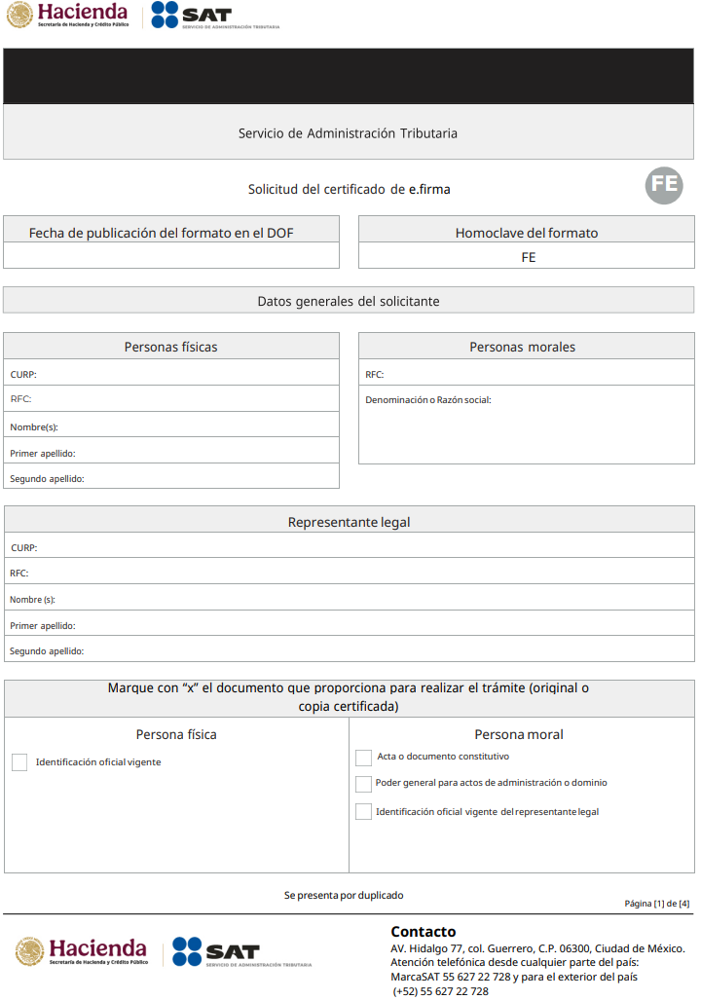 Hacienda
Secretaría de Hacienda y Crédito Público
SAT
SERVICIO DE ADMINISTRACIÓN TRIBUTARIA
Servicio de Administración Tributaria
Solicitud del certificado de e.firma
FE
Fecha de publicación del formato en el DOF
Homoclave del formato
FE
Datos generales del solicitante
Personas físicas
CURP:
RFC:
Nombre(s):
Primer apellido:
Segundo apellido:
Personas morales
RFC:
Denominación o Razón social:
Representante legal
CURP:
RFC:
Nombre (s):
Primer apellido:
Segundo apellido:
Marque con “x” el documento que proporciona para realizar el trámite (original o
copia certificada)
Persona física
Identificación oficial vigente
Persona moral
Acta o documento constitutivo
Poder general para actos de administración o dominio
Identificación oficial vigente del representante legal
Se presenta por duplicado
Página [1] de [4]
Hacienda
Secretaría de Hacienda y Crédito Público
SAT
SERVICIO DE ADMINISTRACIÓN TRIBUTARIA
Contacto
AV. Hidalgo 77, col. Guerrero, C.P. 06300, Ciudad de México.
Atención telefónica desde cualquier parte del país:
MarcaSAT 55 627 22 728 y para el exterior del país
(+52) 55 627 22 728